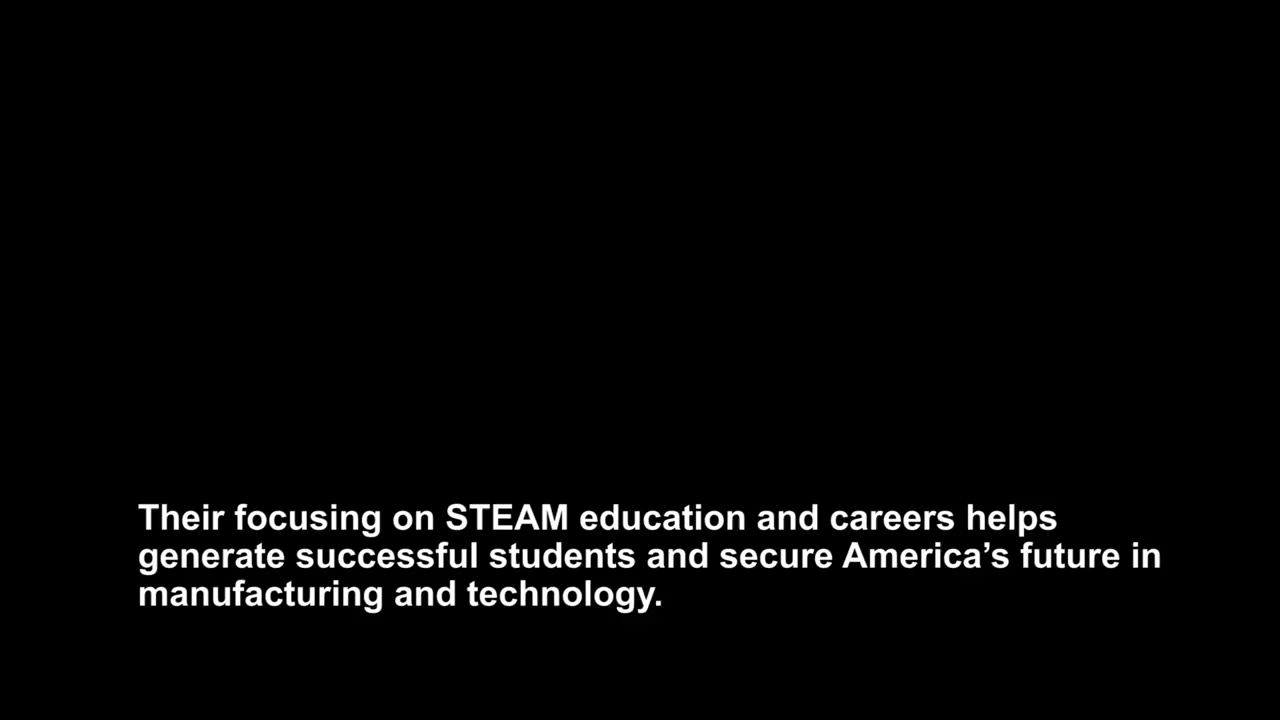 Their focusing on STEAM education and careers helps
generate successful students and secure America’s future in
manufacturing and technology.